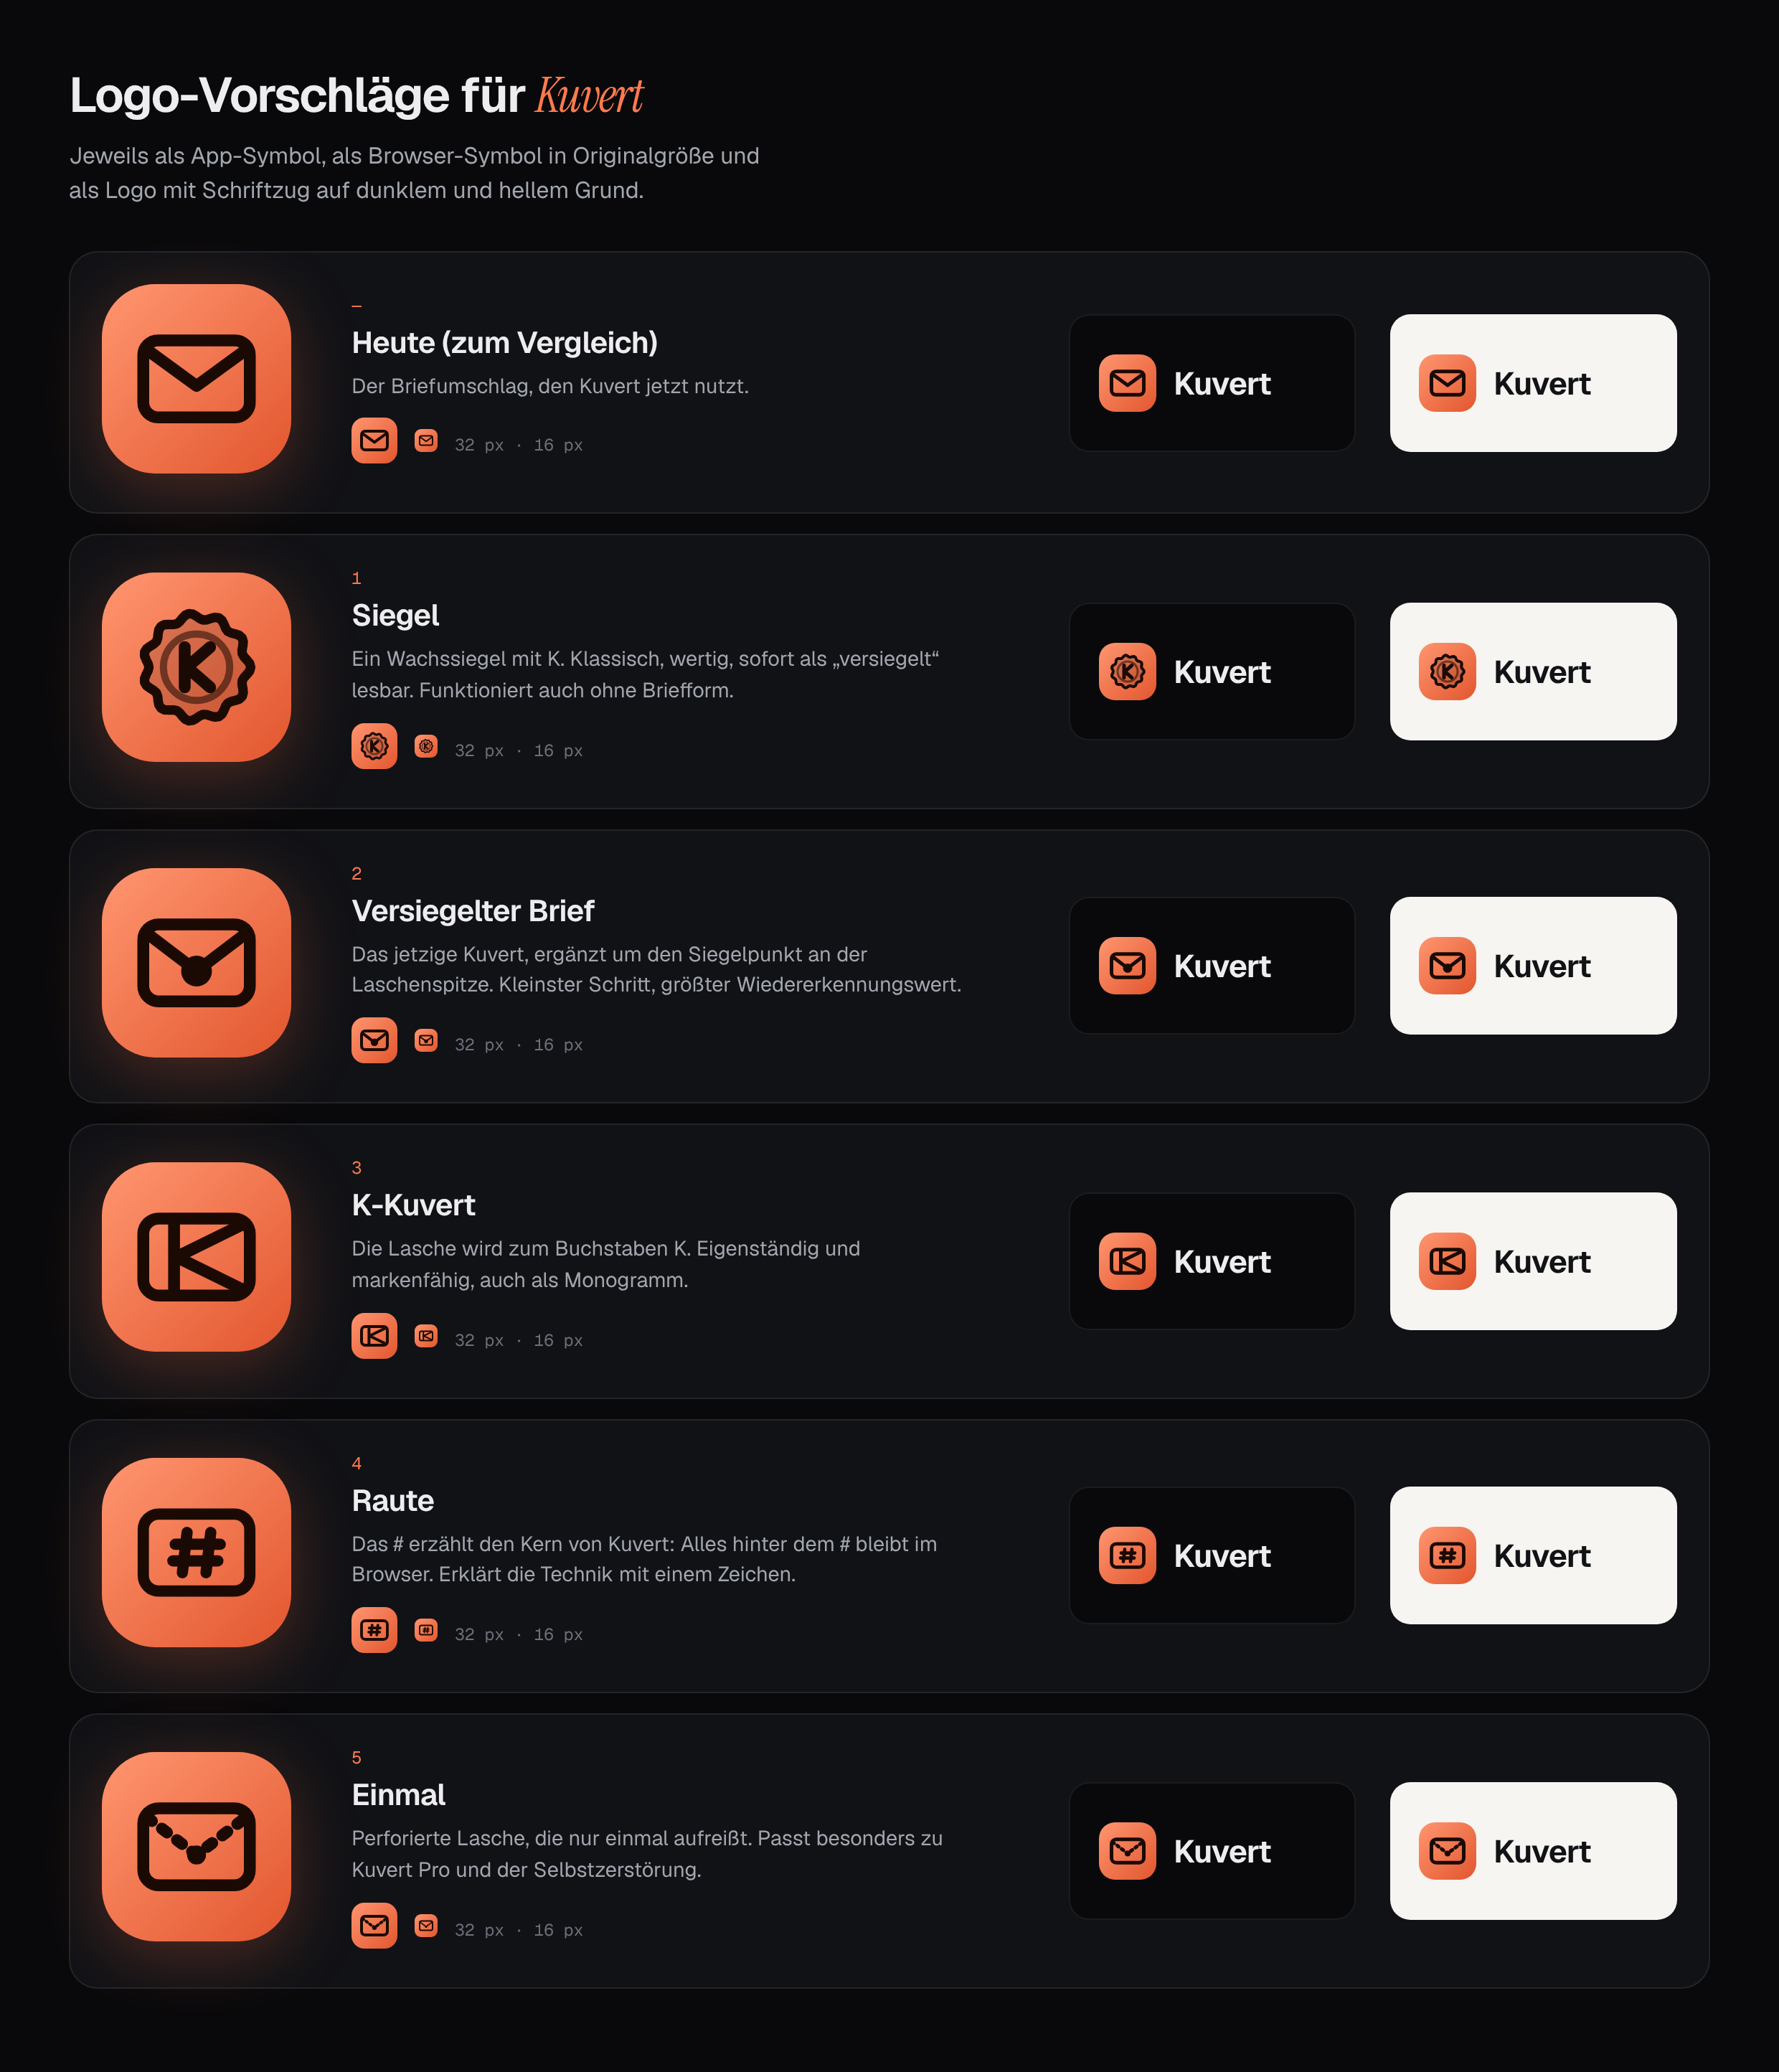 Logo-Vorschläge für Kuvert
Jeweils als App-Symbol, als Browser-Symbol in Originalgröße und
als Logo mit Schriftzug auf dunklem und hellem Grund.
–
Heute (zum Vergleich)
Der Briefumschlag, den Kuvert jetzt nutzt.
32 px · 16 px
Kuvert
Kuvert
K
1
Siegel
Ein Wachssiegel mit K. Klassisch, wertig, sofort als „versiegelt“
lesbar. Funktioniert auch ohne Briefform.
K
K
32 px · 16 px
K
Kuvert
K
Kuvert
2
Versiegelter Brief
Das jetzige Kuvert, ergänzt um den Siegelpunkt an der
Laschenspitze. Kleinster Schritt, größter Wiedererkennungswert.
32 px · 16 px
Kuvert
Kuvert
K
3
K-Kuvert
Die Lasche wird zum Buchstaben K. Eigenständig und
markenfähig, auch als Monogramm.
K
K
32 px · 16 px
K
Kuvert
K
Kuvert
#
4
Raute
Das # erzählt den Kern von Kuvert: Alles hinter dem # bleibt im
Browser. Erklärt die Technik mit einem Zeichen.
#
#
32 px · 16 px
#
Kuvert
#
Kuvert
5
Einmal
Perforierte Lasche, die nur einmal aufreißt. Passt besonders zu
Kuvert Pro und der Selbstzerstörung.
32 px · 16 px
Kuvert
Kuvert